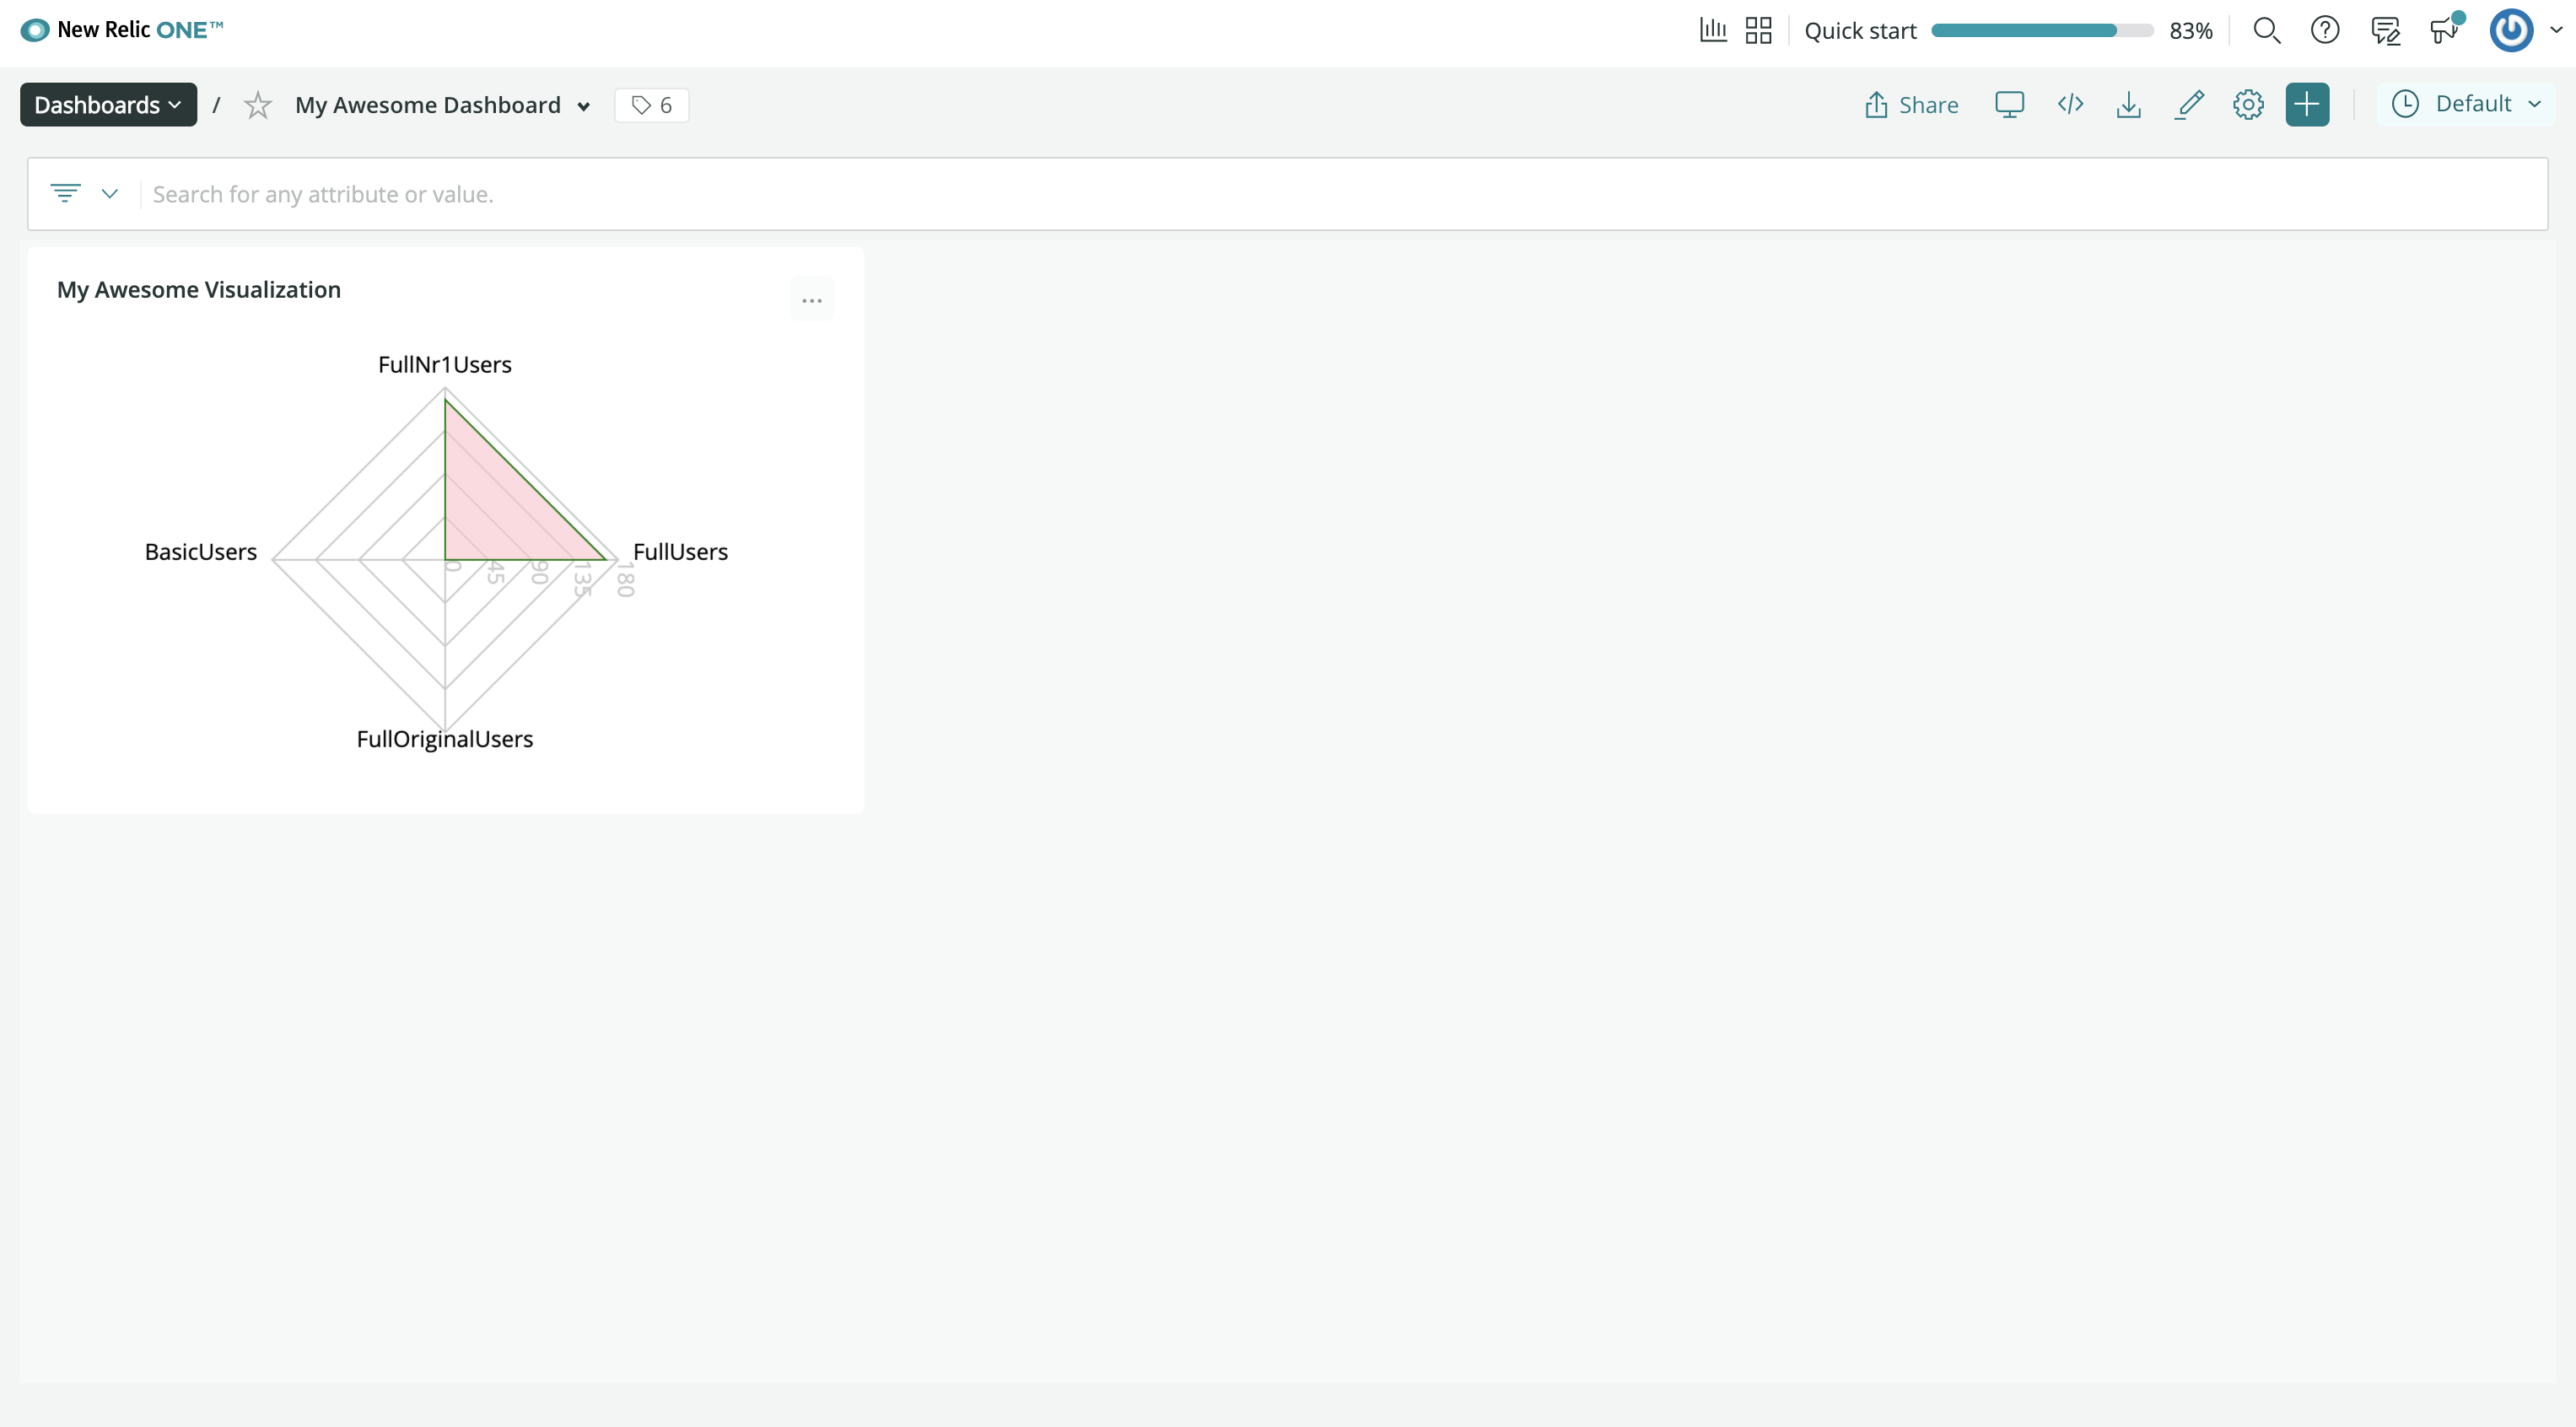 New Relic ONE™
Quick start 83%
Dashboards / My Awesome Dashboard 6
Share
Default
Search for any attribute or value.
My Awesome Visualization
...
FullNr1Users
BasicUsers
FullUsers
0 45 90 135 180
FullOriginalUsers